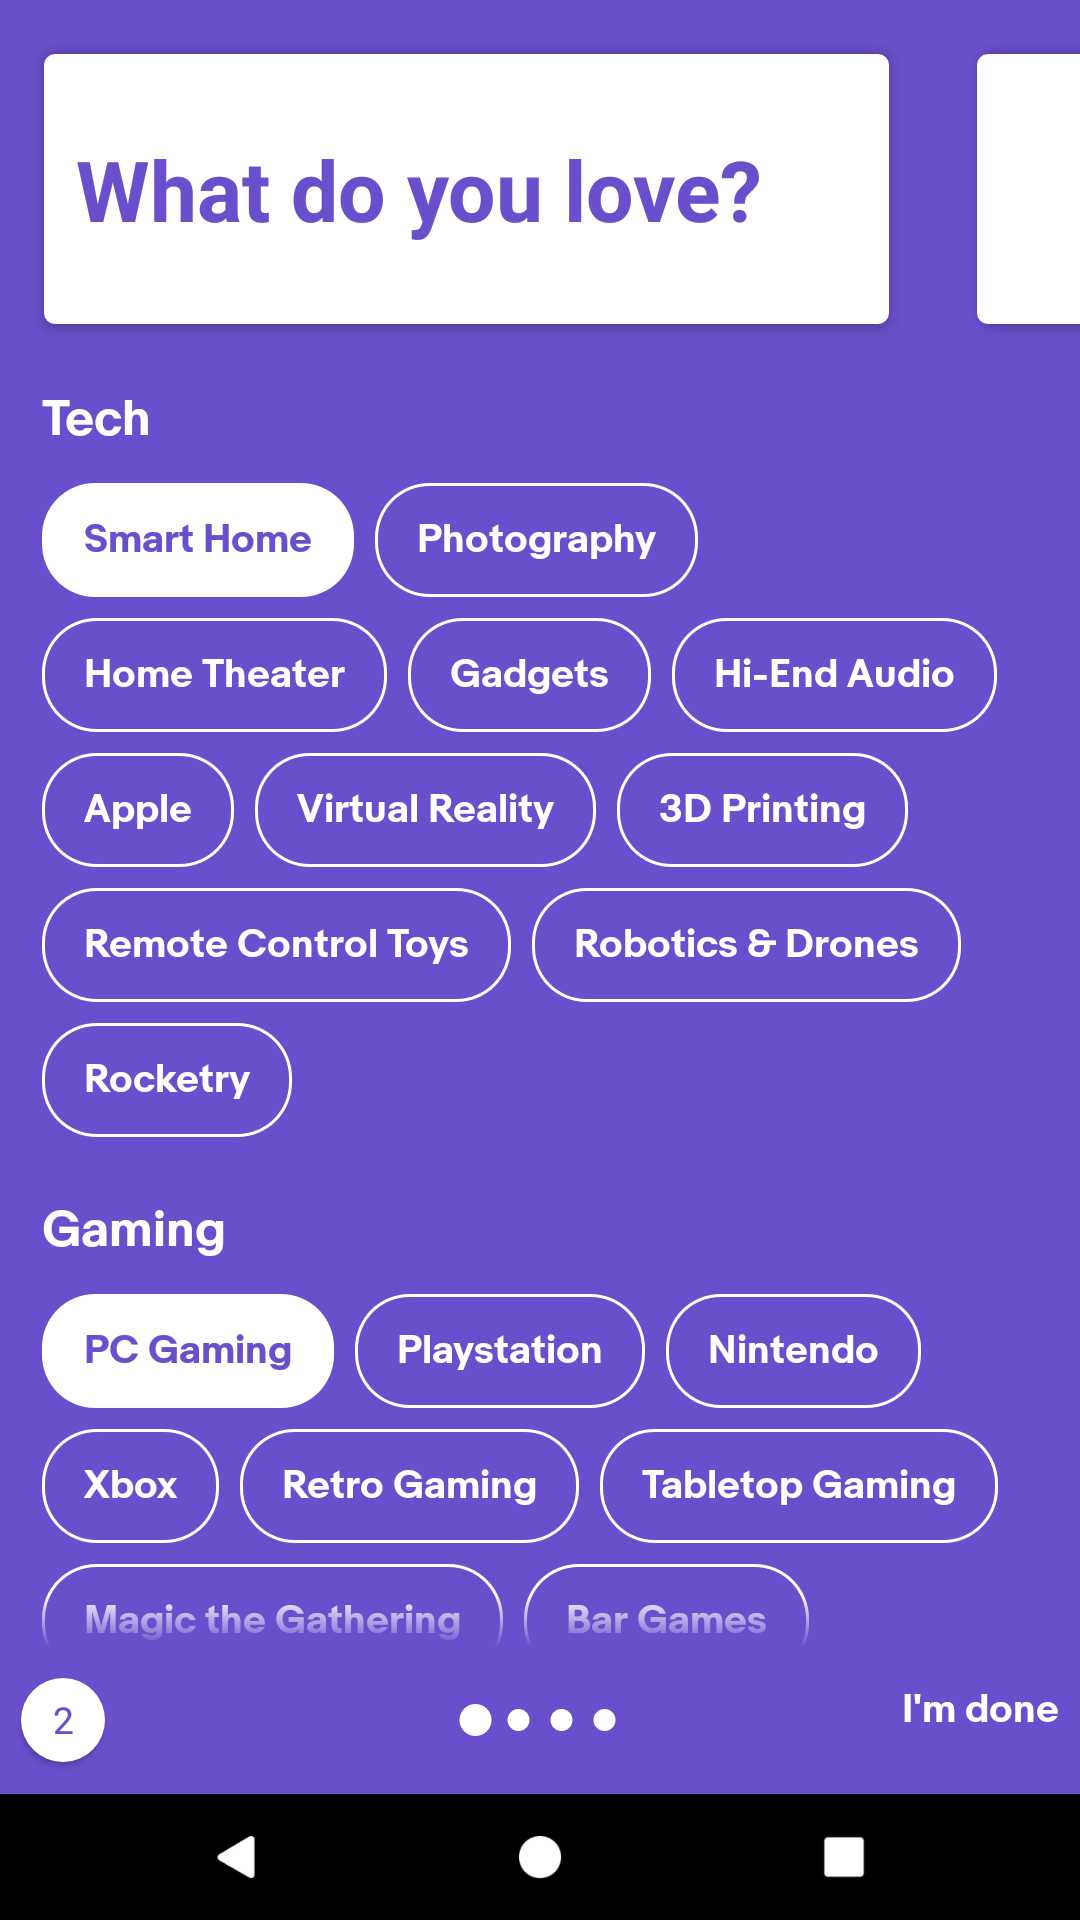 What do you love?
Tech
Smart Home Photography
Home Theater Gadgets Hi-End Audio
Apple Virtual Reality 3D Printing
Remote Control Toys Robotics & Drones
Rocketry
Gaming
PC Gaming Playstation Nintendo
Xbox Retro Gaming Tabletop Gaming
Magic the Gathering Bar Games
2 I'm done